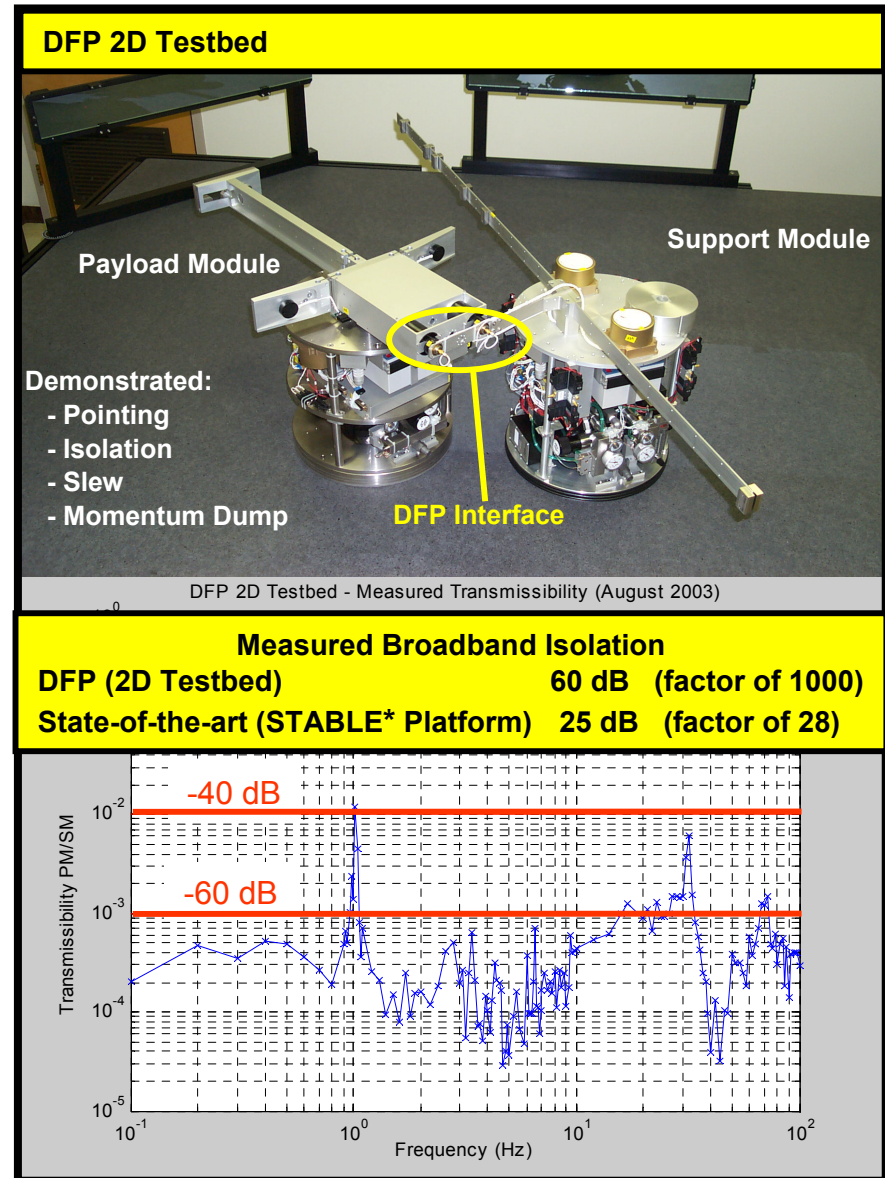 DFP 2D Testbed
Payload Module
Support Module
Demonstrated:
- Pointing
- Isolation
- Slew
- Momentum Dump
DFP Interface
DFP 2D Testbed - Measured Transmissibility (August 2003)
Measured Broadband Isolation
DFP (2D Testbed) 60 dB (factor of 1000)
State-of-the-art (STABLE* Platform) 25 dB (factor of 28)
-40 dB
-60 dB
Transmissibility PM/SM
10^-2
10^-3
10^-4
10^-5
10^-1
10^0
10^1
10^2
Frequency (Hz)